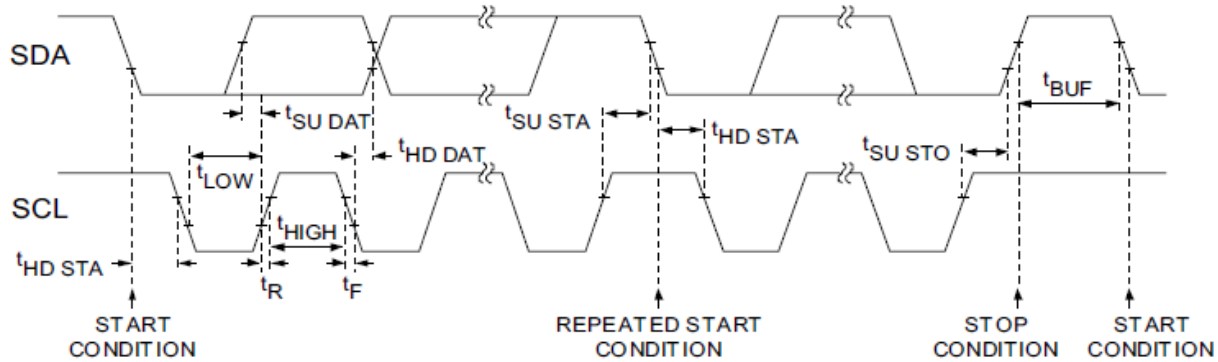 SDA
tSU DAT
tHD DAT
tSU STA
tHD STA
tBUF
tSU STO
tLOW
SCL
tHIGH
tHD STA
tR
tF
START
CONDITION
REPEATED START
CONDITION
STOP
CONDITION
START
CONDITION